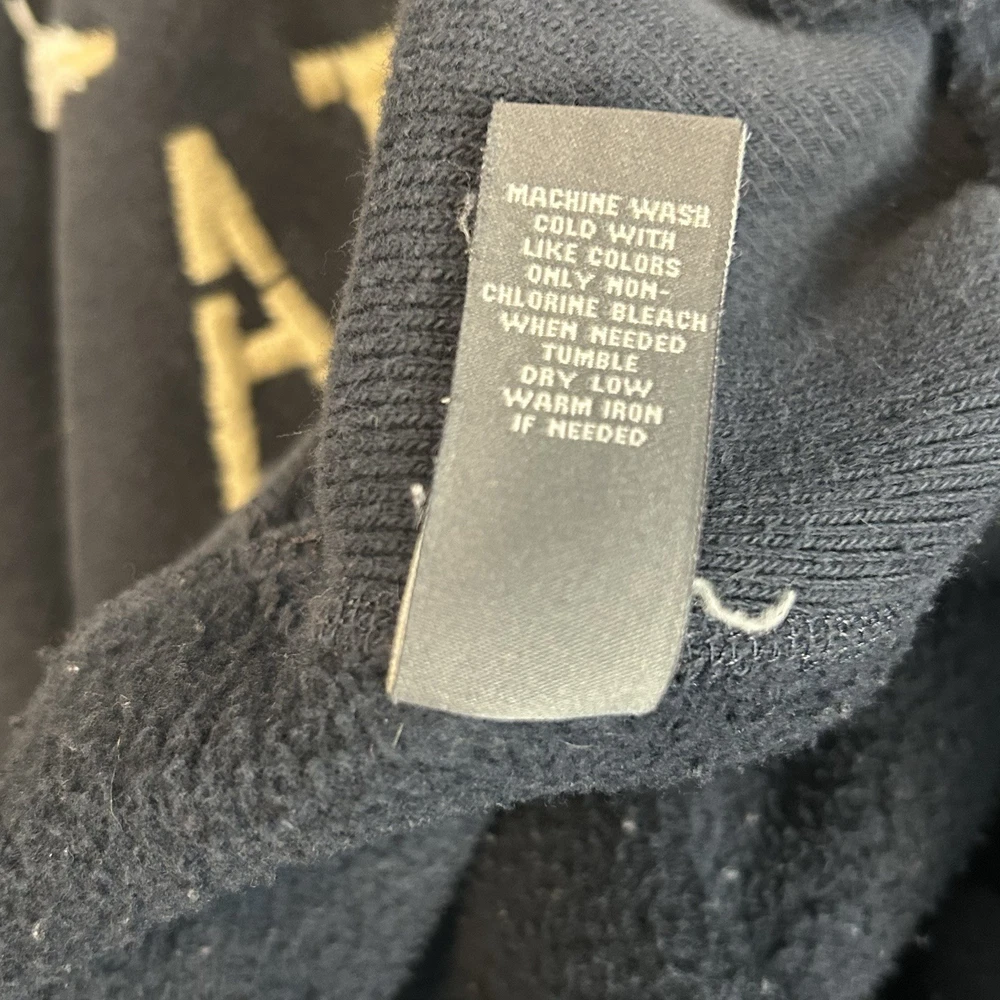 MACHINE WASH
COLD WITH
LIKE COLORS
ONLY NON-
CHLORINE BLEACH
WHEN NEEDED
TUMBLE
DRY LOW
WARM IRON
IF NEEDED
A